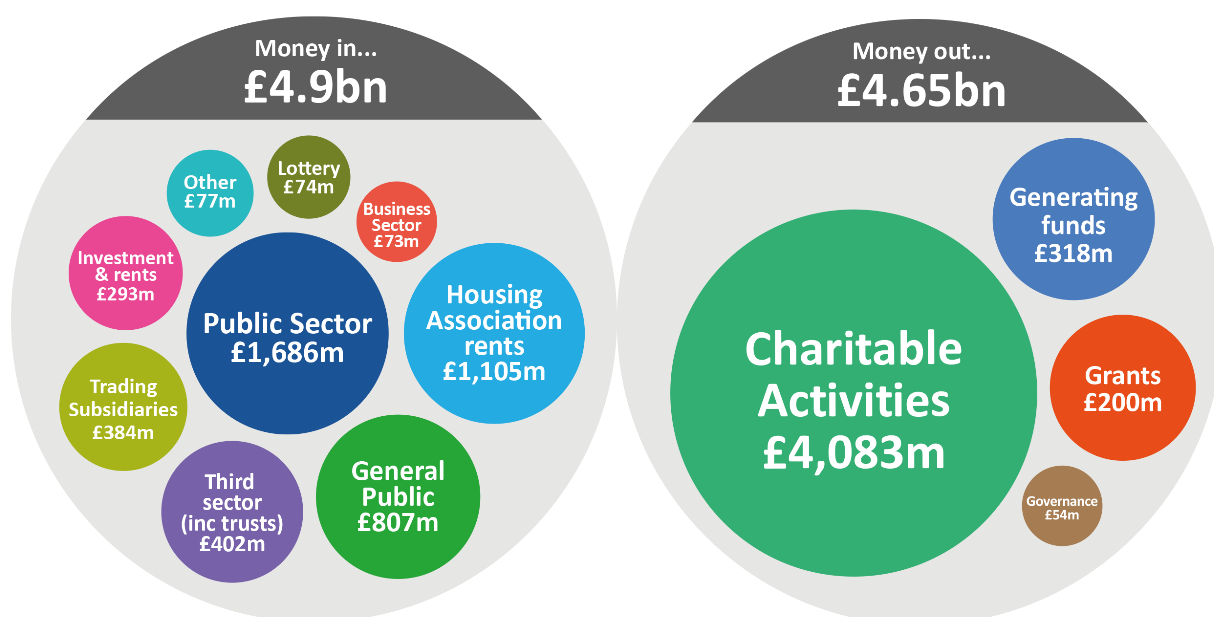 Money in...
£4.9bn
Other
£77m
Lottery
£74m
Business
Sector
£73m
Investment
& rents
£293m
Public Sector
£1,686m
Housing
Association
rents
£1,105m
Trading
Subsidiaries
£384m
Third
sector
(inc trusts)
£402m
General
Public
£807m
Money out...
£4.65bn
Generating
funds
£318m
Charitable
Activities
£4,083m
Grants
£200m
Governance
£54m